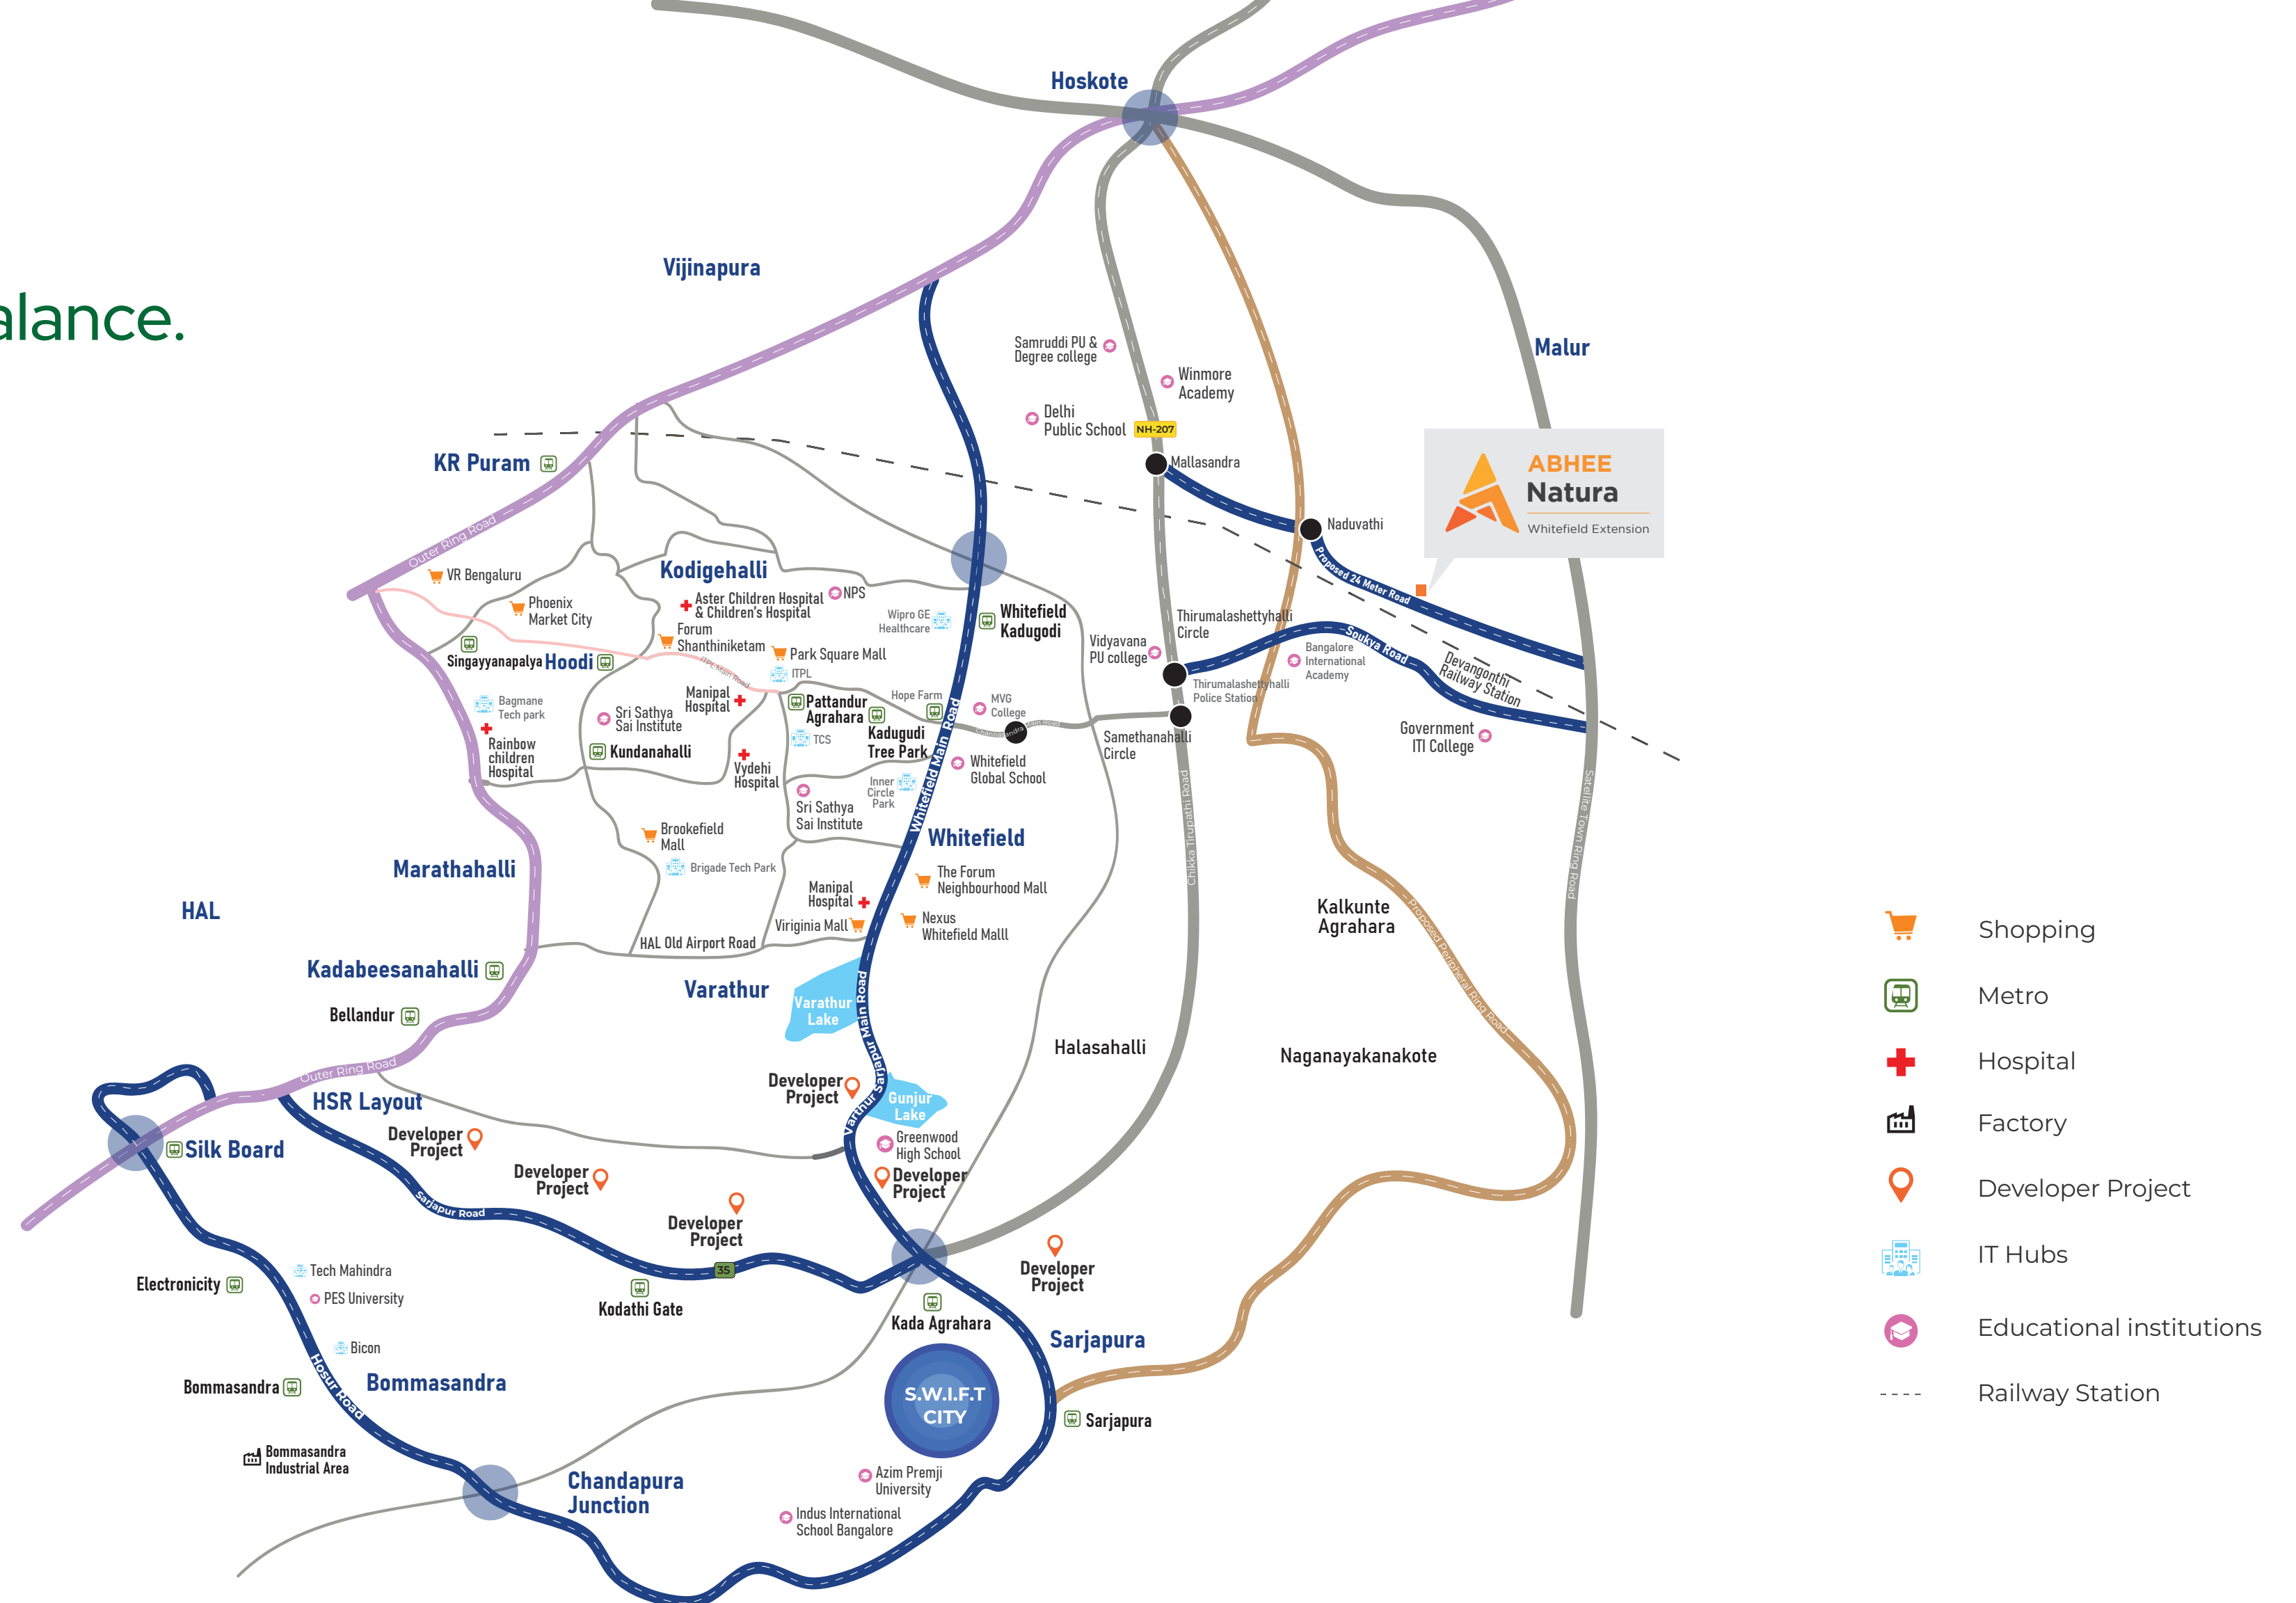 alance.
Hoskote
Vijinapura
Malur
Samruddi PU &
Degree college
Winmore
Academy
Delhi
Public School
NH-207
Mallasandra
Naduvathi
ABHEE
Natura
Whitefield Extension
Proposed 24 Meter Road
KR Puram
Outer Ring Road
VR Bengaluru
Phoenix
Market City
Kodigehalli
Aster Children Hospital
& Children's Hospital
NPS
Wipro GE
Healthcare
Whitefield
Kadugodi
Forum
Shanthiniketam
Park Square Mall
ITPL
ITPL Main Road
Singayyanapalya
Hoodi
Thirumalashettyhalli
Circle
Vidyavana
PU college
Soukya Road
Bangalore
International
Academy
Devangonthi
Railway Station
Thirumalashettyhalli
Police Station
Government
ITI College
Bagmane
Tech park
Rainbow
children
Hospital
Manipal
Hospital
Sri Sathya
Sai Institute
Kundanahalli
Pattandur
Agrahara
Hope Farm
MVG
College
Kadugudi
Tree Park
TCS
Channasandra Main Road
Samethanahalli
Circle
Vydehi
Hospital
Whitefield
Global School
Inner
Circle
Park
Sri Sathya
Sai Institute
Whitefield Main Road
Chikka Tirupathi Road
Satellite Town Ring Road
Whitefield
Brookefield
Mall
Brigade Tech Park
Marathahalli
HAL
The Forum
Neighbourhood Mall
Manipal
Hospital
Viriginia Mall
Nexus
Whitefield Malll
HAL Old Airport Road
Kalkunte
Agrahara
Proposed Peripheral Ring Road
Kadabeesanahalli
Varathur
Varathur
Lake
Bellandur
Varthur Sarjapur Main Road
Halasahalli
Naganayakanakote
Outer Ring Road
HSR Layout
Developer
Project
Gunjur
Lake
Silk Board
Developer
Project
Greenwood
High School
Developer
Project
Developer
Project
Sarjapur Road
Developer
Project
35
Developer
Project
Electronicity
Tech Mahindra
PES University
Kodathi Gate
Kada Agrahara
Sarjapura
Bicon
Hosur Road
Bommasandra
Bommasandra
S.W.I.F.T
CITY
Sarjapura
Bommasandra
Industrial Area
Chandapura
Junction
Azim Premji
University
Indus International
School Bangalore
Shopping
Metro
Hospital
Factory
Developer Project
IT Hubs
Educational institutions
Railway Station